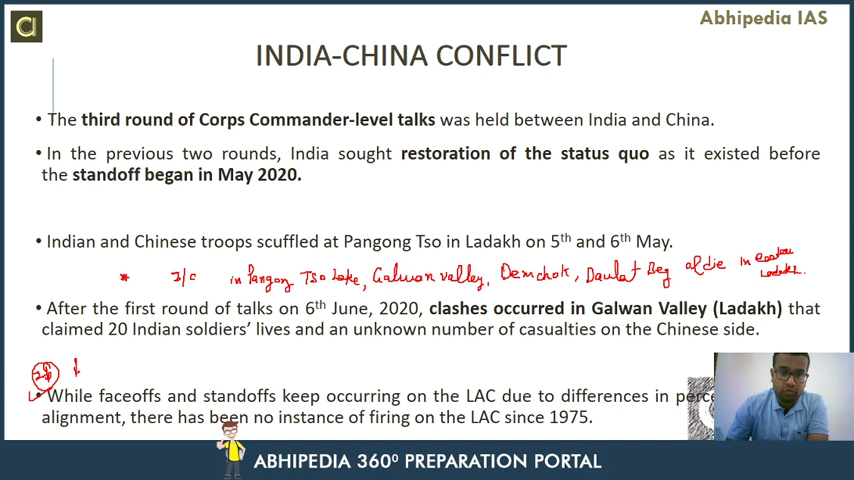 Abhipedia IAS
INDIA-CHINA CONFLICT
• The third round of Corps Commander-level talks was held between India and China.
• In the previous two rounds, India sought restoration of the status quo as it existed before
the standoff began in May 2020.
• Indian and Chinese troops scuffled at Pangong Tso in Ladakh on 5th and 6th May.
* I/C in Pangong Tso Lake, Galwan valley, Demchok, Daulat Beg oldie in eastern
Ladakh.
• After the first round of talks on 6th June, 2020, clashes occurred in Galwan Valley (Ladakh) that
claimed 20 Indian soldiers' lives and an unknown number of casualties on the Chinese side.
• While faceoffs and standoffs keep occurring on the LAC due to differences in
alignment, there has been no instance of firing on the LAC since 1975.
ABHIPEDIA 360⁰ PREPARATION PORTAL